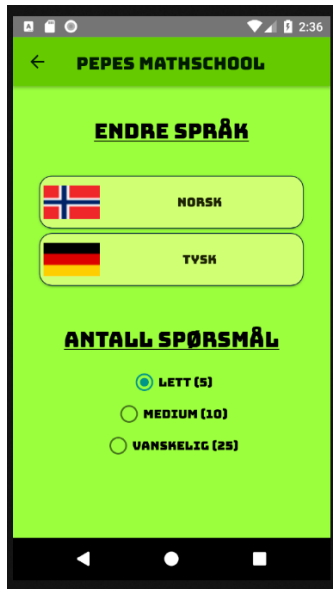 2:36
PEPES MATHSCHOOL
ENDRE SPRÅK
NORSK
TYSK
ANTALL SPØRSMÅL
LETT (5)
MEDIUM (10)
VANSKELIG (25)